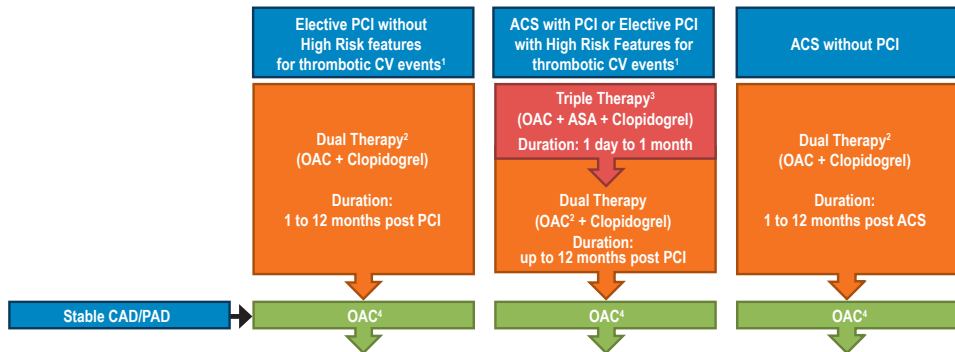 Elective PCI without
High Risk features
for thrombotic CV events¹
ACS with PCI or Elective PCI
with High Risk Features for
thrombotic CV events¹
ACS without PCI
Dual Therapy²
(OAC + Clopidogrel)
Duration:
1 to 12 months post PCI
Triple Therapy³
(OAC + ASA + Clopidogrel)
Duration: 1 day to 1 month
Dual Therapy
(OAC² + Clopidogrel)
Duration:
up to 12 months post PCI
Dual Therapy²
(OAC + Clopidogrel)
Duration:
1 to 12 months post ACS
Stable CAD/PAD
OAC⁴
OAC⁴
OAC⁴